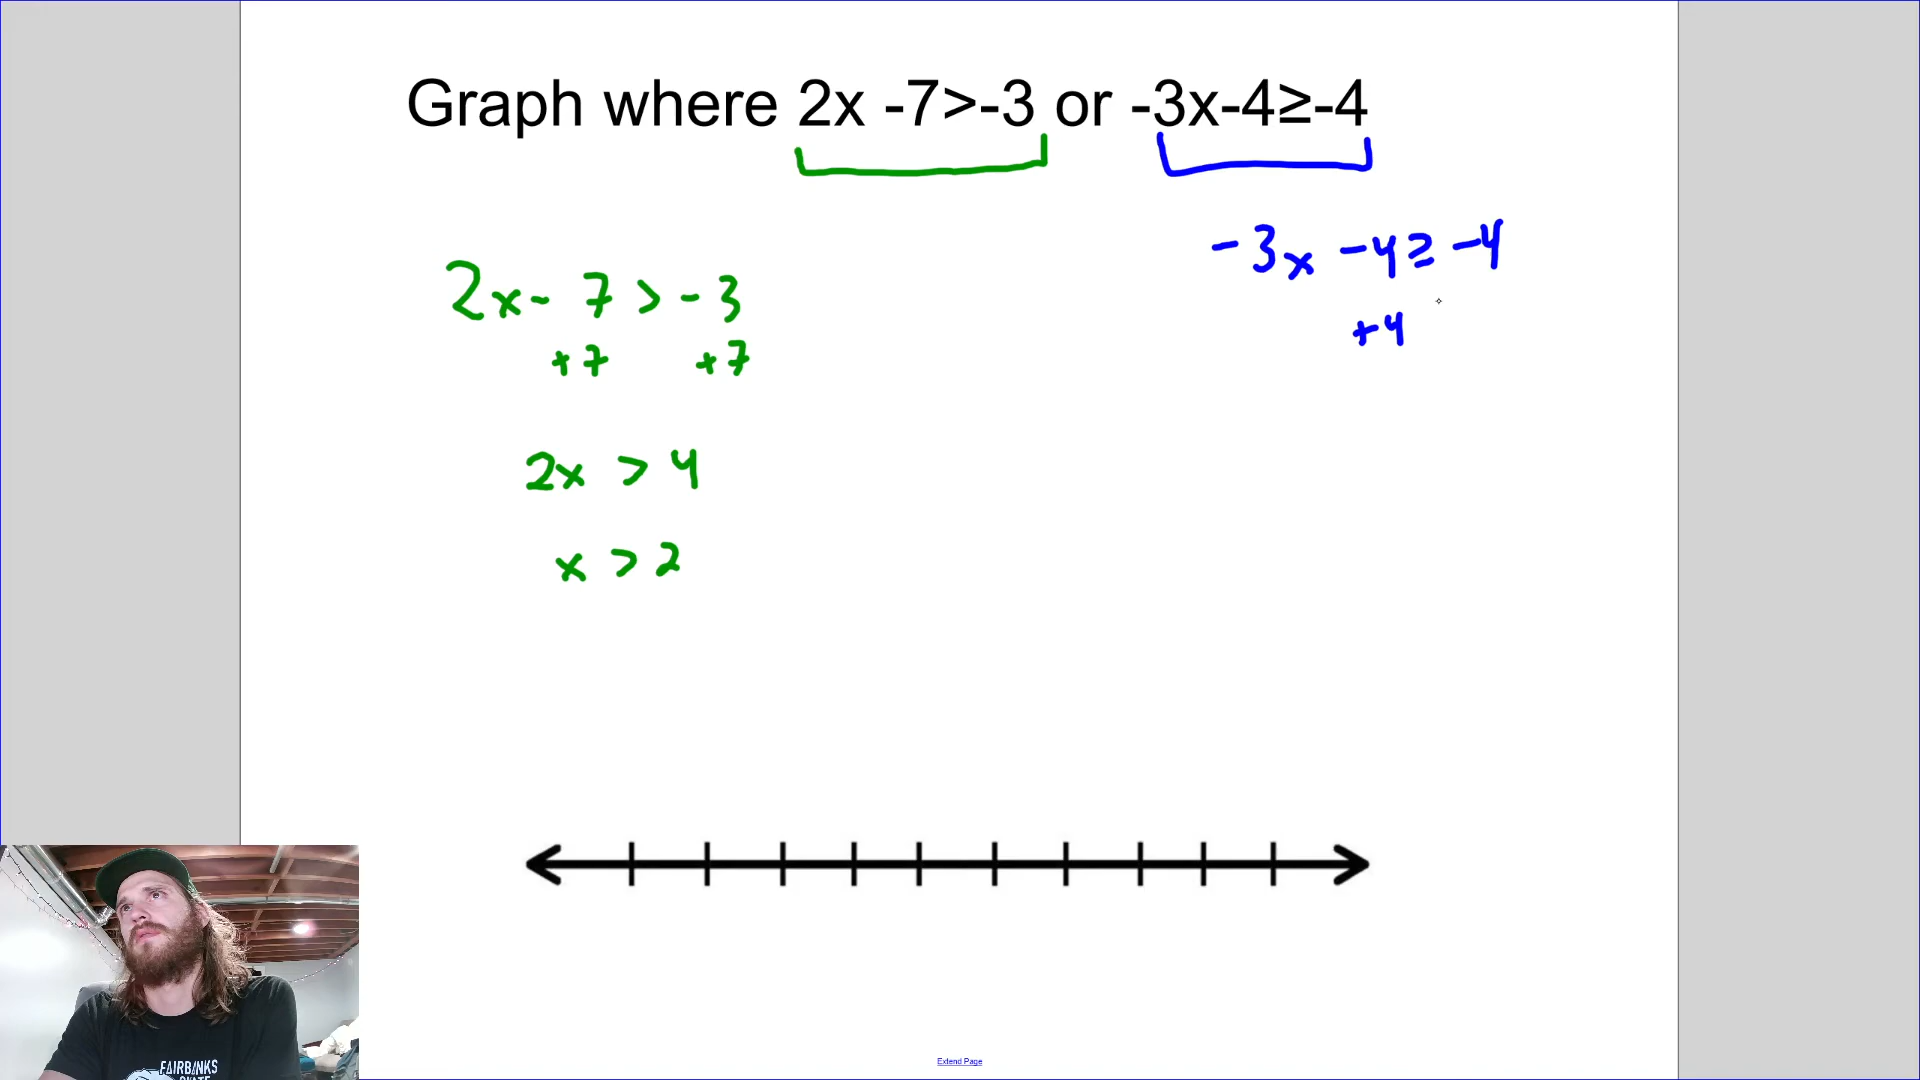 Graph where 2x -7>-3 or -3x-4≥-4
2x - 7 > - 3
+7 +7
2x > 4
x > 2
-3x -4 ≥ -4
+4
FAIRBANKS
Extend Page